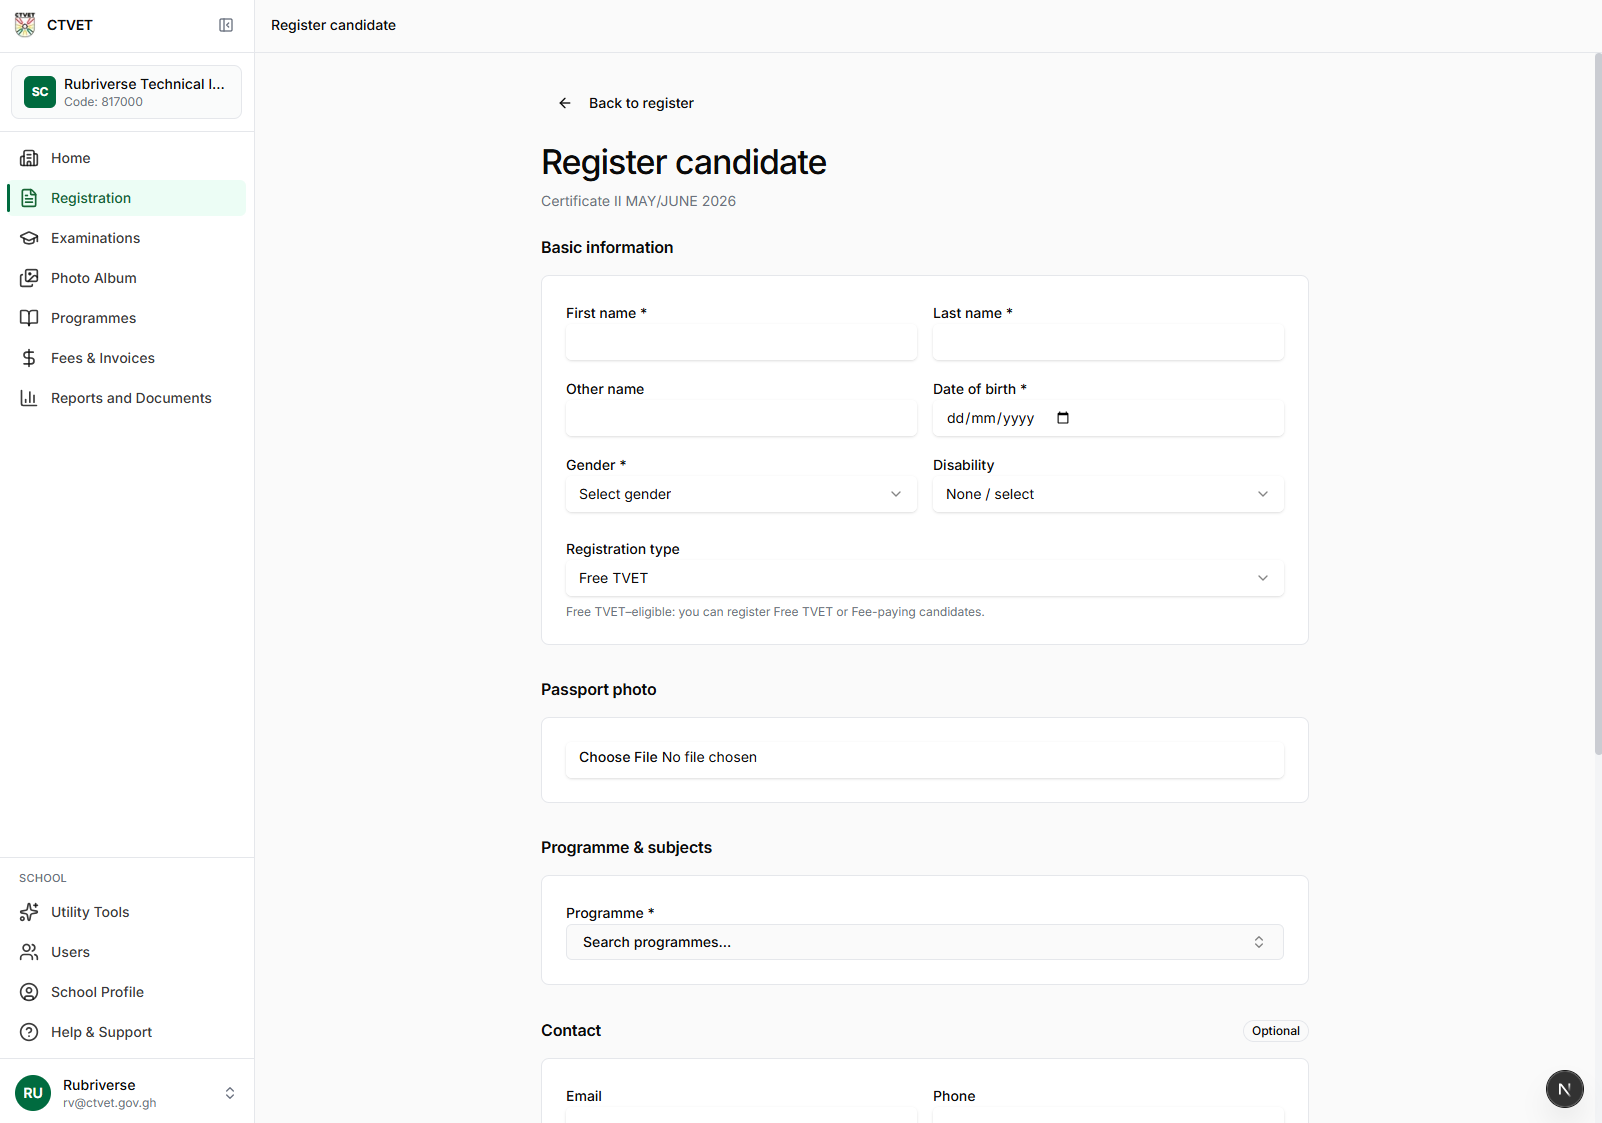 CTVET
Register candidate
SC
Rubriverse Technical I...
Code: 817000
Home
Registration
Examinations
Photo Album
Programmes
Fees & Invoices
Reports and Documents
SCHOOL
Utility Tools
Users
School Profile
Help & Support
RU
Rubriverse
rv@ctvet.gov.gh
Back to register
Register candidate
Certificate II MAY/JUNE 2026
Basic information
First name *
Last name *
Other name
Date of birth *
dd/mm/yyyy
Gender *
Disability
Select gender
None / select
Registration type
Free TVET
Free TVET–eligible: you can register Free TVET or Fee-paying candidates.
Passport photo
Choose File No file chosen
Programme & subjects
Programme *
Search programmes...
Contact
Optional
Email
Phone
N